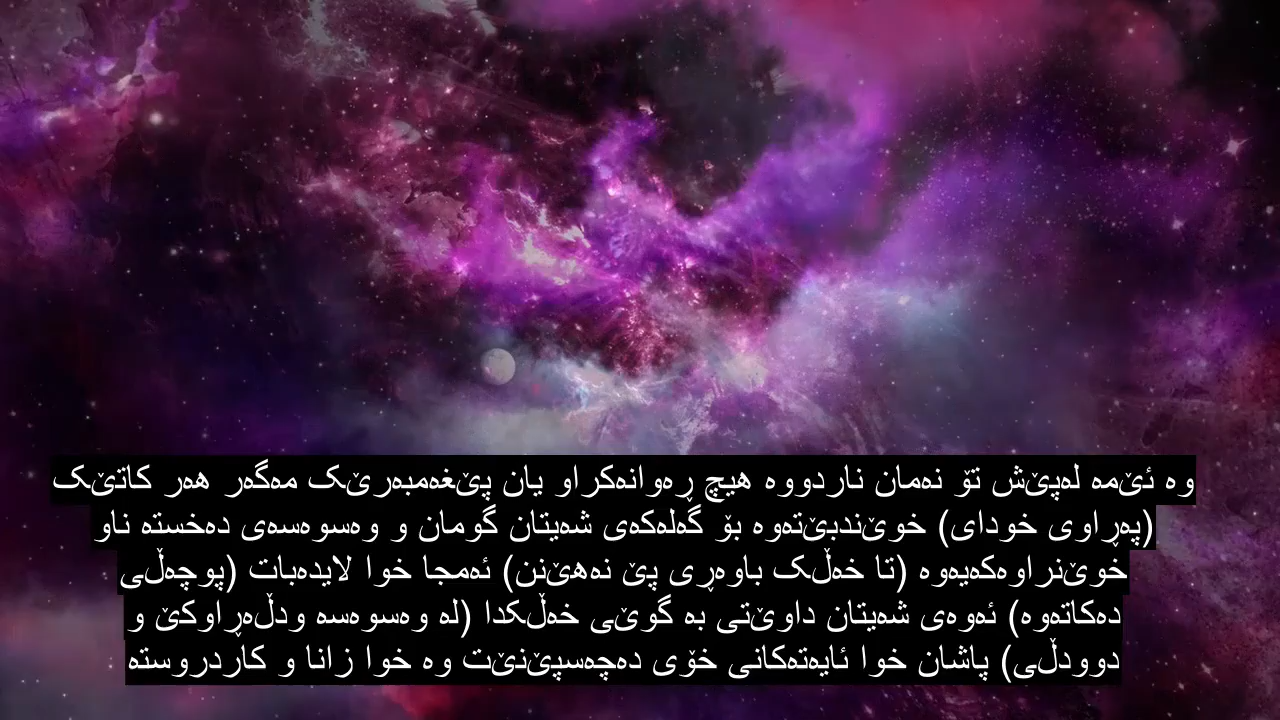 وە ئێمە لەپێش تۆ نەمان ناردووە هیچ ڕەوانەکراو یان پێغەمبەرێک مەگەر هەر کاتێک
(پەڕاوی خودای) خوێندبێتەوە بۆ گەلەکەی شەیتان گومان و وەسوەسەی دەخستە ناو
خوێنراوەکەیەوە (تا خەڵک باوەڕی پێ نەهێنن) ئەمجا خوا لایدەبات (پوچەڵی
دەکاتەوە) ئەوەی شەیتان داوێتی بە گوێی خەڵکدا (لە وەسوەسە ودڵەڕاوکێ و
دوودڵی) پاشان خوا ئایەتەکانی خۆی دەچەسپێنێت وە خوا زانا و کاردروستە